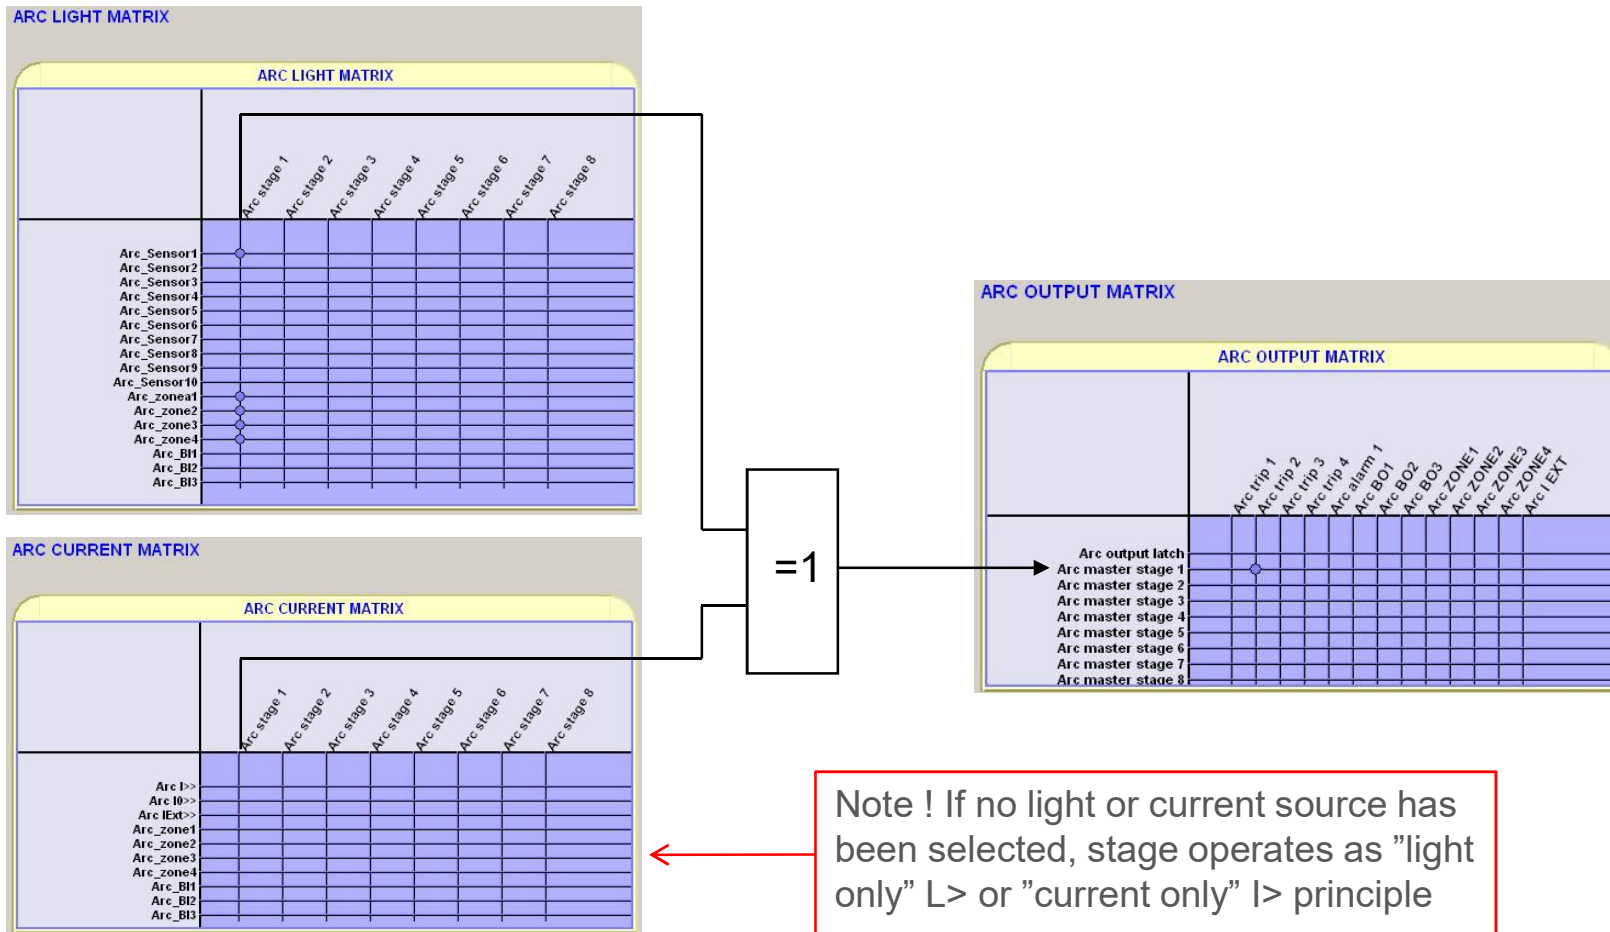 ARC LIGHT MATRIX
ARC LIGHT MATRIX
Arc stage 1
Arc stage 2
Arc stage 3
Arc stage 4
Arc stage 5
Arc stage 6
Arc stage 7
Arc stage 8
Arc_Sensor1
Arc_Sensor2
Arc_Sensor3
Arc_Sensor4
Arc_Sensor5
Arc_Sensor6
Arc_Sensor7
Arc_Sensor8
Arc_Sensor9
Arc_Sensor10
Arc_zonea1
Arc_zone2
Arc_zone3
Arc_zone4
Arc_BI1
Arc_BI2
Arc_BI3
ARC CURRENT MATRIX
ARC CURRENT MATRIX
Arc stage 1
Arc stage 2
Arc stage 3
Arc stage 4
Arc stage 5
Arc stage 6
Arc stage 7
Arc stage 8
Arc I>>
Arc I0>>
Arc IExt>>
Arc_zone1
Arc_zone2
Arc_zone3
Arc_zone4
Arc_BI1
Arc_BI2
Arc_BI3
=1
ARC OUTPUT MATRIX
ARC OUTPUT MATRIX
Arc trip 1
Arc trip 2
Arc trip 3
Arc trip 4
Arc alarm 1
Arc BO1
Arc BO2
Arc BO3
Arc ZONE1
Arc ZONE2
Arc ZONE3
Arc ZONE4
Arc I EXT
Arc output latch
Arc master stage 1
Arc master stage 2
Arc master stage 3
Arc master stage 4
Arc master stage 5
Arc master stage 6
Arc master stage 7
Arc master stage 8
Note ! If no light or current source has
been selected, stage operates as ”light
only” L> or ”current only” I> principle